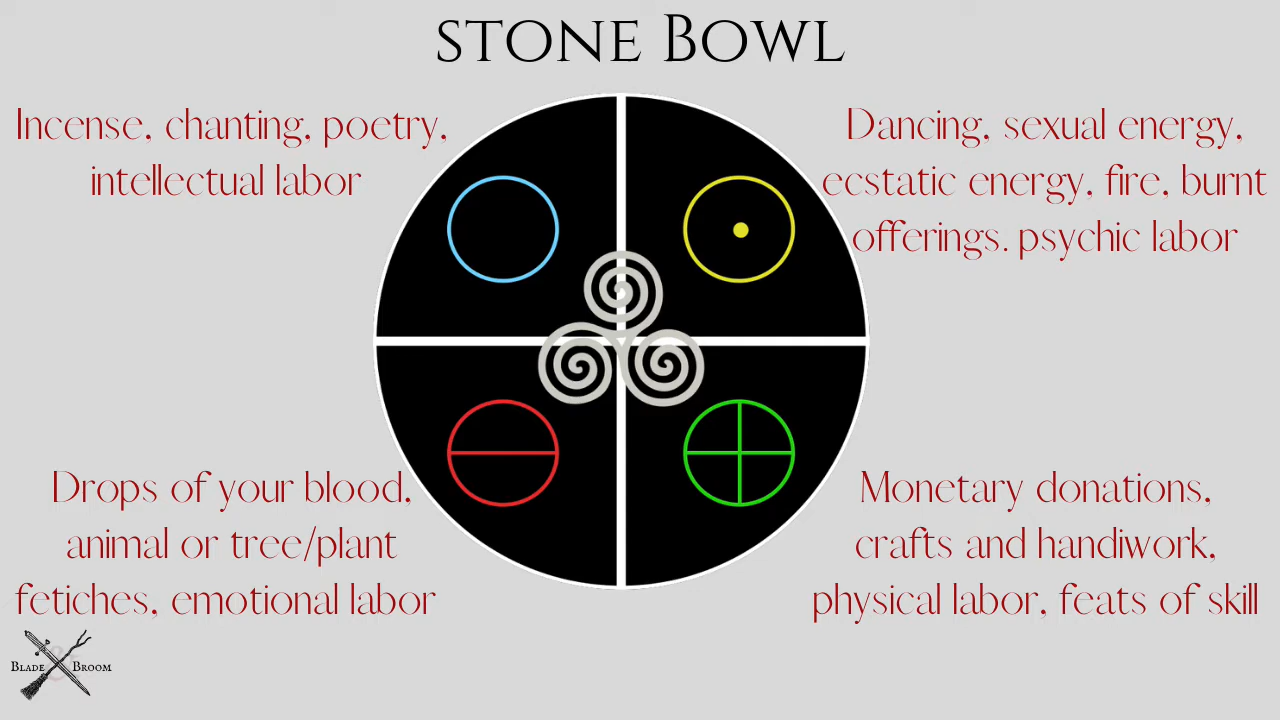 STONE BOWL
Incense, chanting, poetry,
intellectual labor
Dancing, sexual energy,
ecstatic energy, fire, burnt
offerings. psychic labor
Drops of your blood,
animal or tree/plant
fetiches, emotional labor
Monetary donations,
crafts and handiwork,
physical labor, feats of skill
BLADE & BROOM